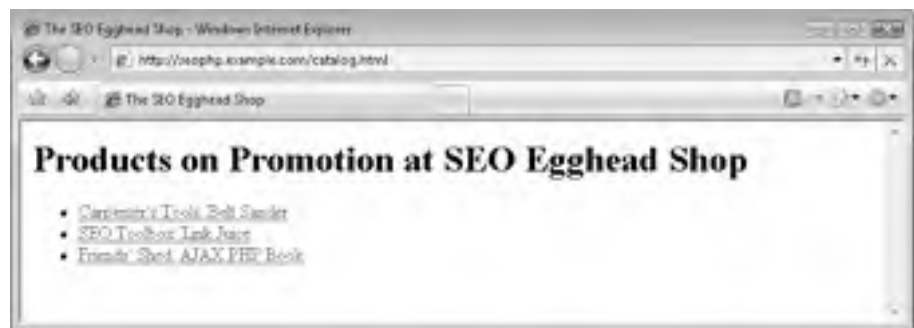 The SEO Egghead Shop - Windows Internet Explorer
http://seophp.example.com/catalog.html
The SEO Egghead Shop
Products on Promotion at SEO Egghead Shop
Carpenter's Tools: Belt Sander
SEO Toolbox: Link Juice
Friends' Shed: AJAX PHP Book